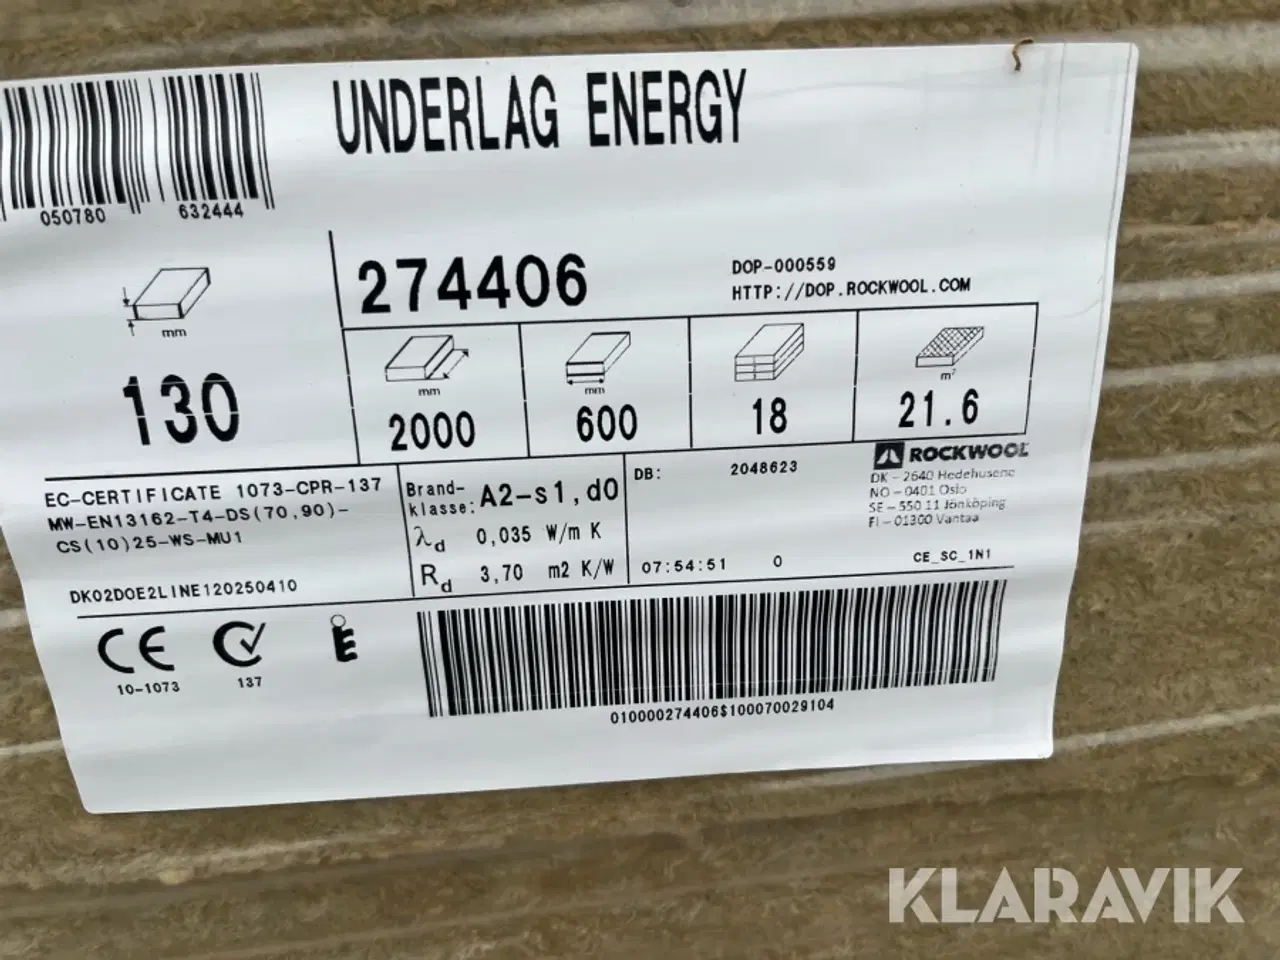 UNDERLAG ENERGY
050780 632444
274406
DOP-000559
HTTP://DOP.ROCKWOOL.COM
mm
130
mm
2000
mm
600
18
m²
21.6
EC-CERTIFICATE 1073-CPR-137
MW-EN13162-T4-DS(70,90)-
CS(10)25-WS-MU1
DK02DOE2LINE120250410
Brand-
klasse: A2-s1,d0
λd 0,035 W/m K
Rd 3,70 m2 K/W
DB: 2048623
07:54:51 0
ROCKWOOL
DK - 2640 Hedehusene
NO - 0401 Oslo
SE - 550 11 Jönköping
FI - 01300 Vantaa
CE_SC_1N1
CE
10-1073
137
010000274406$100070029104
KLARAVIK